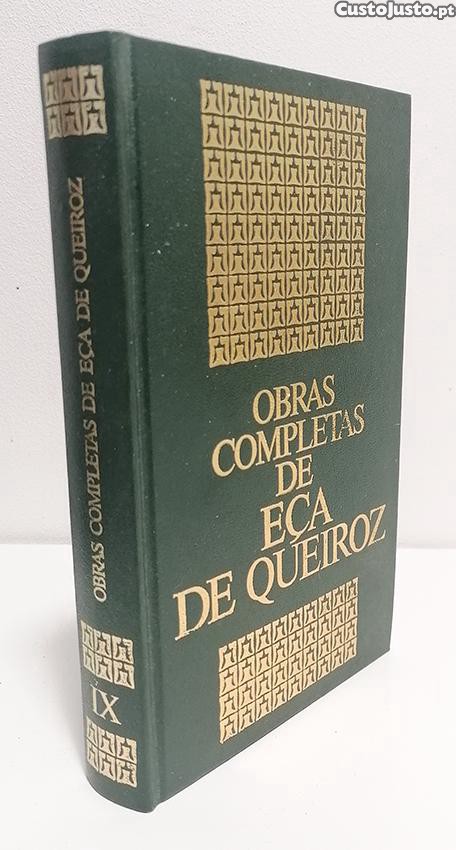 CustoJusto.pt
OBRAS COMPLETAS DE EÇA DE QUEIROZ
IX
OBRAS
COMPLETAS
DE
EÇA
DE QUEIROZ